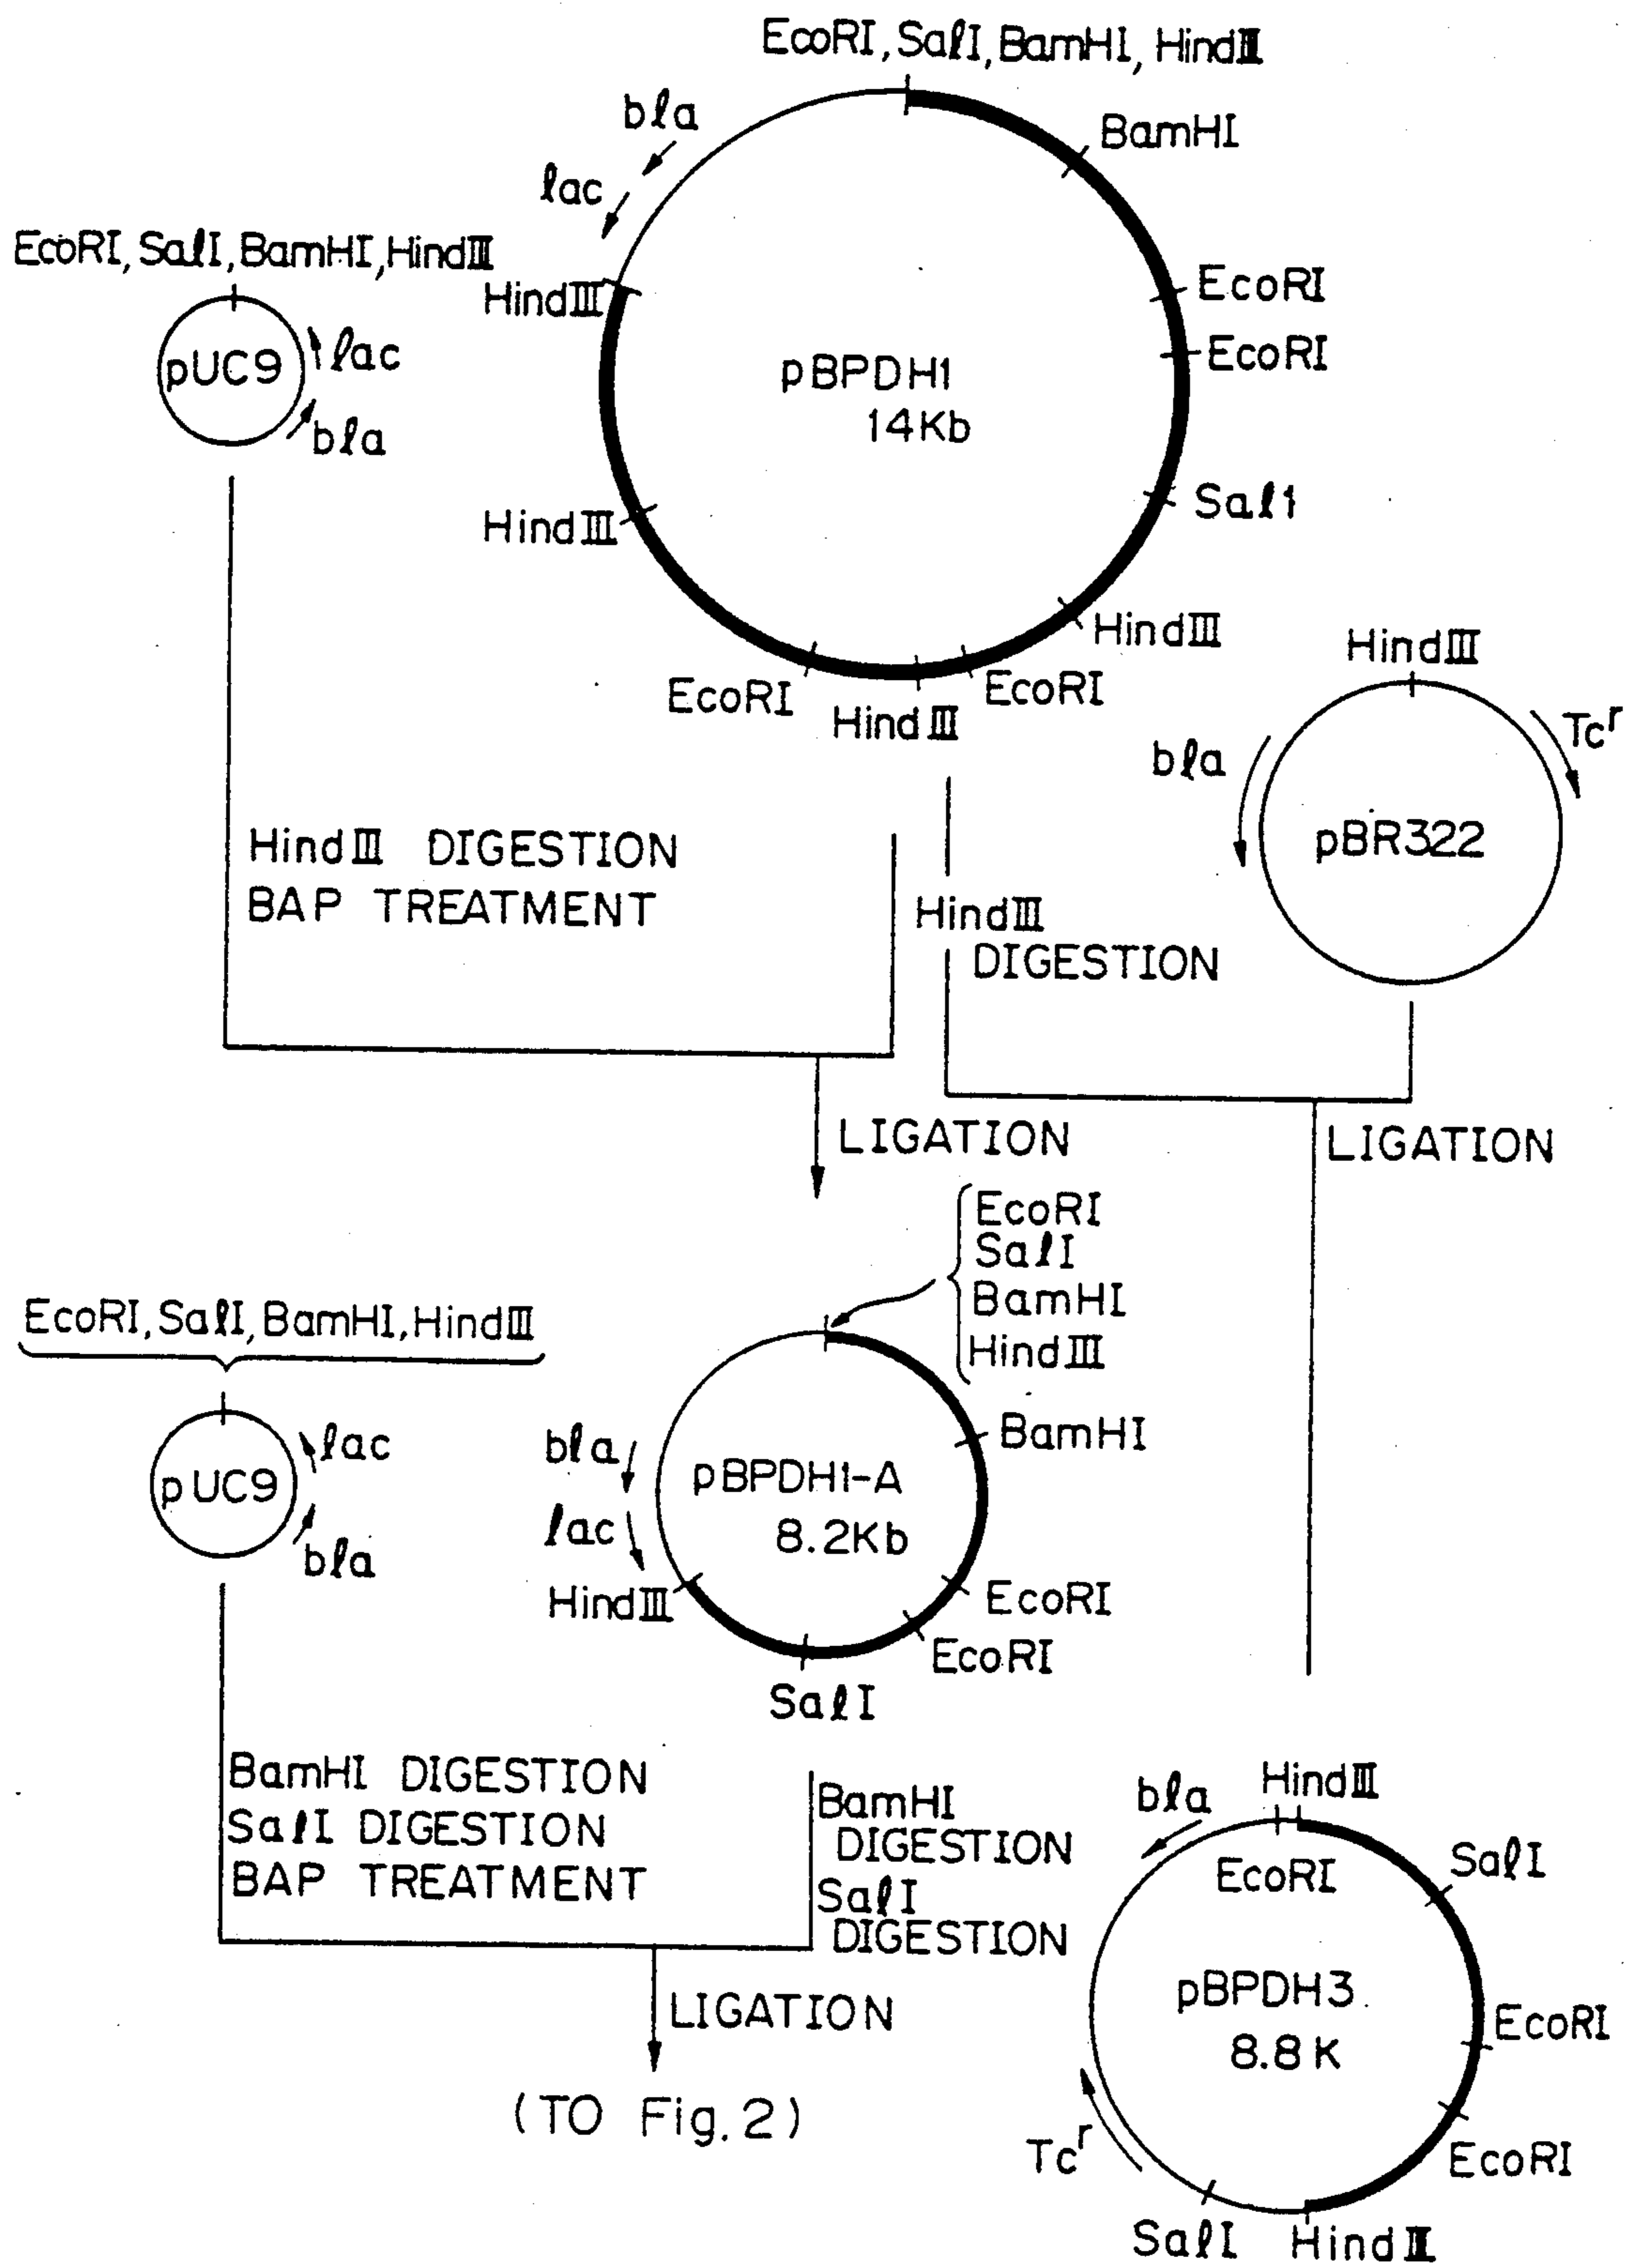 EcoRI, SalI, BamHI, HindIII
bla
lac
BamHI
EcoRI, SalI, BamHI, HindIII
HindIII
EcoRI
EcoRI
pUC9
lac
bla
pBPDH1
14Kb
Sal1
HindIII
HindIII
EcoRI
EcoRI
HindIII
HindIII
Tcr
bla
pBR322
HindIII DIGESTION
BAP TREATMENT
HindIII
DIGESTION
LIGATION
LIGATION
EcoRI
SalI
BamHI
HindIII
EcoRI, SalI, BamHI, HindIII
pUC9
lac
bla
bla
lac
pBPDH1-A
8.2Kb
BamHI
HindIII
EcoRI
EcoRI
SalI
BamHI DIGESTION
SalI DIGESTION
BAP TREATMENT
BamHI
DIGESTION
SalI
DIGESTION
LIGATION
(TO Fig. 2)
bla
HindIII
EcoRI
SalI
pBPDH3
8.8 K
EcoRI
EcoRI
Tcr
SalI
HindIII